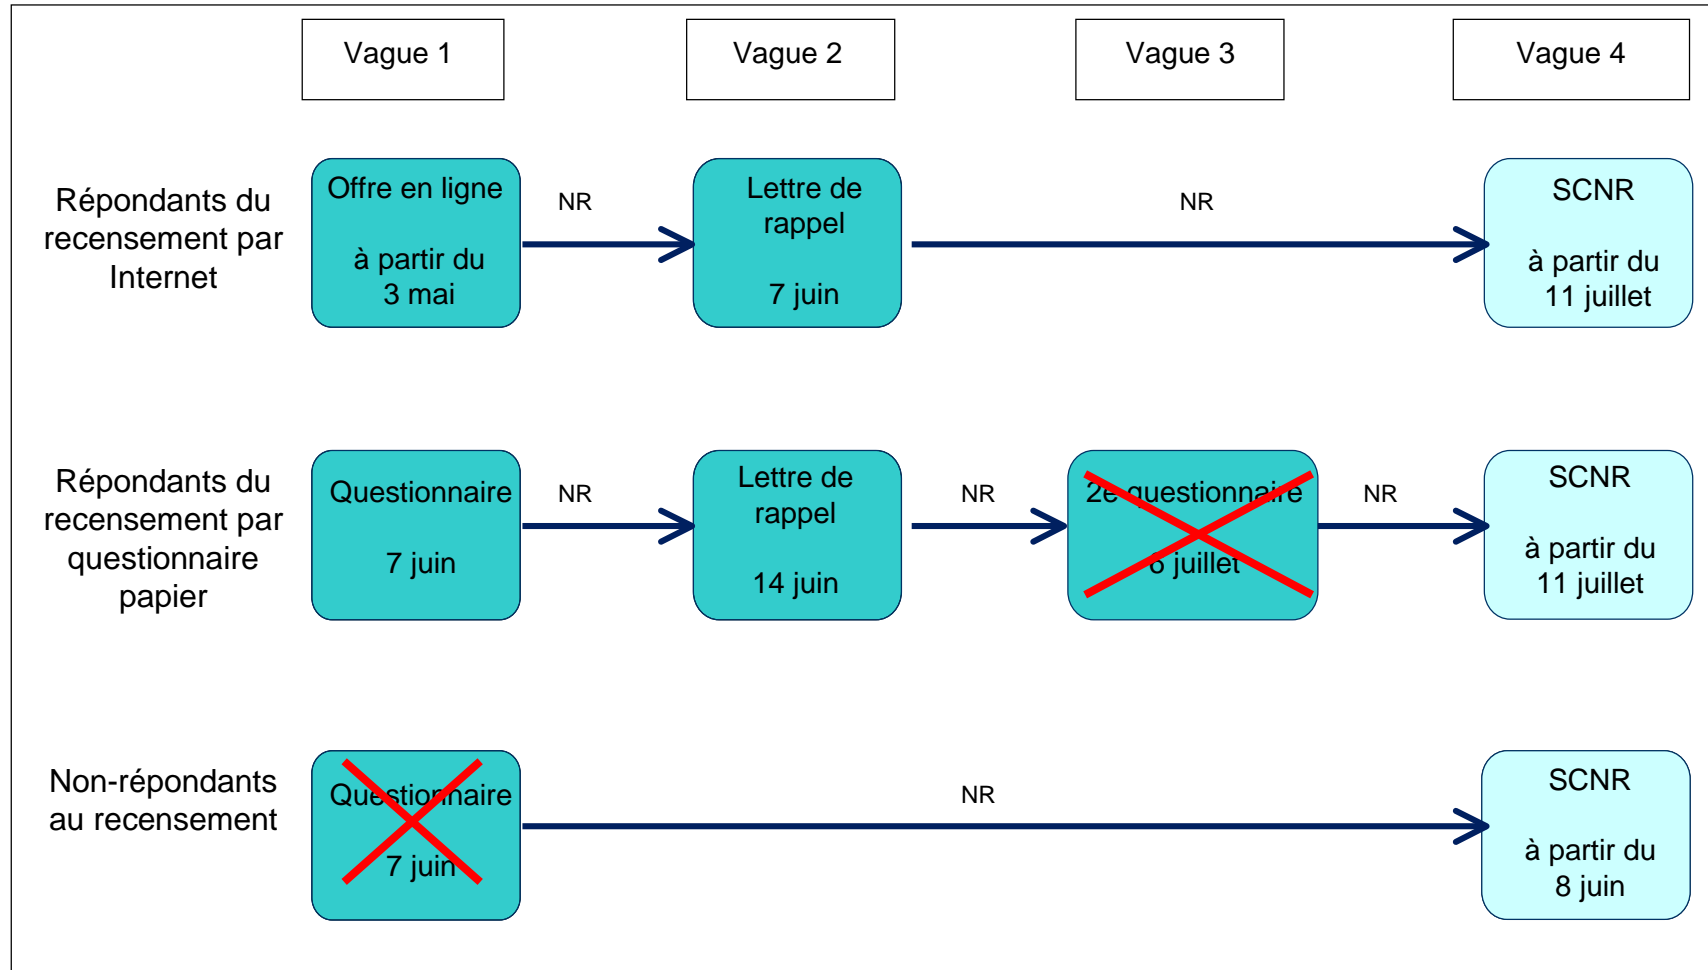 Vague 1
Vague 2
Vague 3
Vague 4
Répondants du
recensement par
Internet
Offre en ligne
à partir du
3 mai
NR
Lettre de
rappel
7 juin
NR
SCNR
à partir du
11 juillet
Répondants du
recensement par
questionnaire
papier
Questionnaire
7 juin
NR
Lettre de
rappel
14 juin
NR
2e questionnaire
6 juillet
NR
SCNR
à partir du
11 juillet
Non-répondants
au recensement
Questionnaire
7 juin
NR
SCNR
à partir du
8 juin